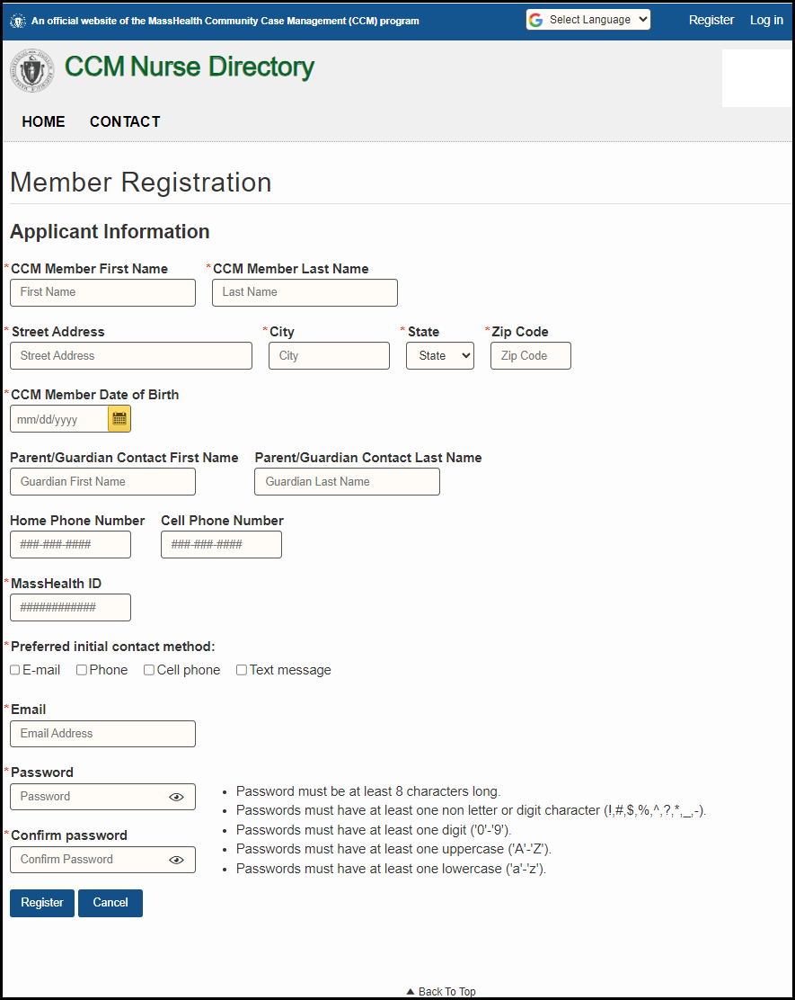 An official website of the MassHealth Community Case Management (CCM) program
Select Language
Register Log in
CCM Nurse Directory
HOME CONTACT
Member Registration
Applicant Information
*CCM Member First Name *CCM Member Last Name
First Name Last Name
*Street Address *City *State *Zip Code
Street Address City State Zip Code
*CCM Member Date of Birth
mm/dd/yyyy
Parent/Guardian Contact First Name Parent/Guardian Contact Last Name
Guardian First Name Guardian Last Name
Home Phone Number Cell Phone Number
###-###-#### ###-###-####
*MassHealth ID
############
*Preferred initial contact method:
E-mail Phone Cell phone Text message
*Email
Email Address
*Password
Password
*Confirm password
Confirm Password
• Password must be at least 8 characters long.
• Passwords must have at least one non letter or digit character (!,#,$,%,^,?,*,_,-).
• Passwords must have at least one digit ('0'-'9').
• Passwords must have at least one uppercase ('A'-'Z').
• Passwords must have at least one lowercase ('a'-'z').
Register Cancel
▲ Back To Top